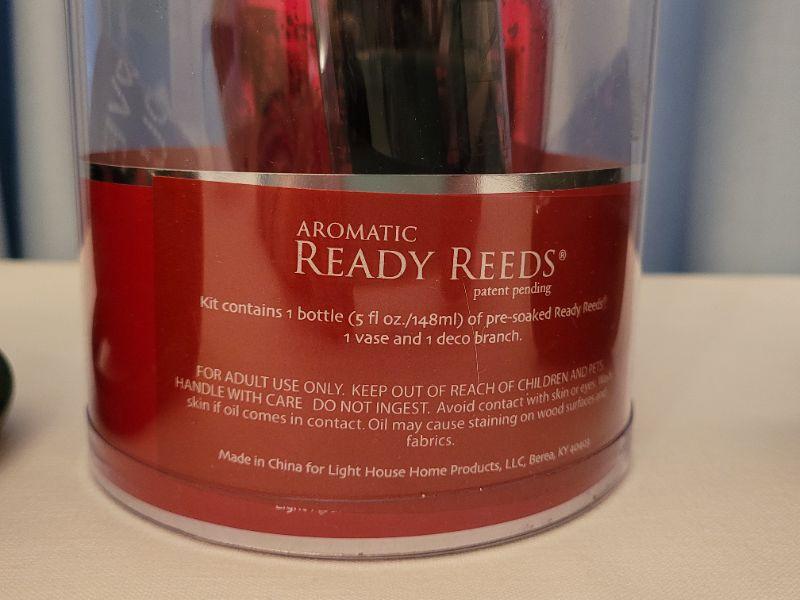 AROMATIC
READY REEDS®
patent pending
Kit contains 1 bottle (5 fl oz./148ml) of pre-soaked Ready Reeds®
1 vase and 1 deco branch.
FOR ADULT USE ONLY. KEEP OUT OF REACH OF CHILDREN AND PETS.
HANDLE WITH CARE DO NOT INGEST. Avoid contact with skin or eyes. Wash
skin if oil comes in contact. Oil may cause staining on wood surfaces and
fabrics.
Made in China for Light House Home Products, LLC, Berea, KY 40403